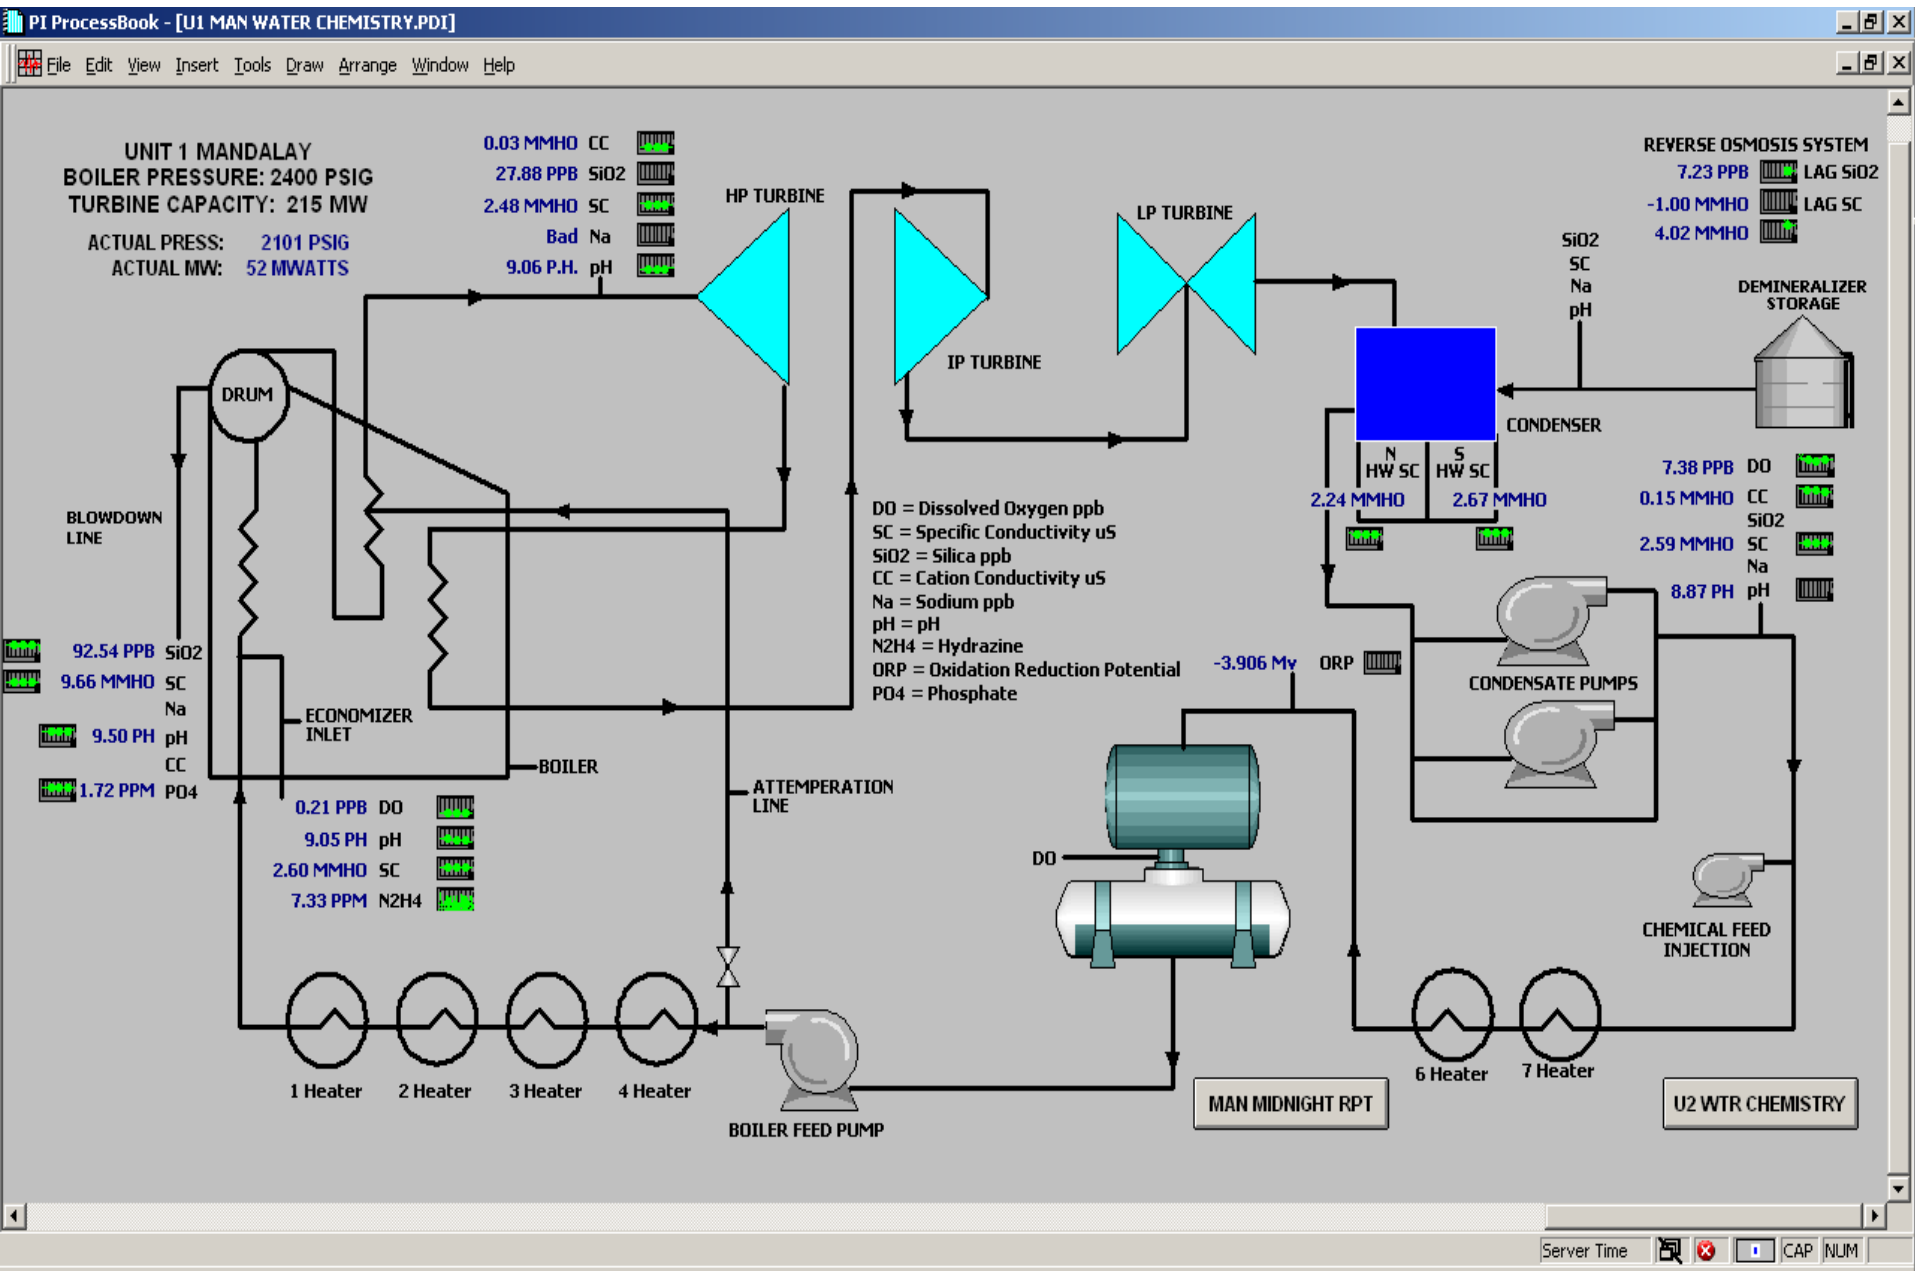 PI ProcessBook - [U1 MAN WATER CHEMISTRY.PDI]
File Edit View Insert Tools Draw Arrange Window Help
UNIT 1 MANDALAY
BOILER PRESSURE: 2400 PSIG
TURBINE CAPACITY: 215 MW
ACTUAL PRESS: 2101 PSIG
ACTUAL MW: 52 MWATTS
0.03 MMHO CC
27.88 PPB SiO2
2.48 MMHO SC
Bad Na
9.06 P.H. pH
HP TURBINE
IP TURBINE
LP TURBINE
REVERSE OSMOSIS SYSTEM
7.23 PPB LAG SiO2
-1.00 MMHO LAG SC
4.02 MMHO
SiO2
SC
Na
pH
DEMINERALIZER
STORAGE
CONDENSER
N
HW SC
S
HW SC
2.24 MMHO
2.67 MMHO
7.38 PPB DO
0.15 MMHO CC
SiO2
2.59 MMHO SC
Na
8.87 PH pH
DRUM
BLOWDOWN
LINE
DO = Dissolved Oxygen ppb
SC = Specific Conductivity uS
SiO2 = Silica ppb
CC = Cation Conductivity uS
Na = Sodium ppb
pH = pH
N2H4 = Hydrazine
ORP = Oxidation Reduction Potential
PO4 = Phosphate
-3.906 Mv ORP
CONDENSATE PUMPS
92.54 PPB SiO2
9.66 MMHO SC
Na
9.50 PH pH
CC
1.72 PPM PO4
ECONOMIZER
INLET
BOILER
ATTEMPERATION
LINE
0.21 PPB DO
9.05 PH pH
2.60 MMHO SC
7.33 PPM N2H4
DO
CHEMICAL FEED
INJECTION
1 Heater
2 Heater
3 Heater
4 Heater
BOILER FEED PUMP
6 Heater
7 Heater
MAN MIDNIGHT RPT
U2 WTR CHEMISTRY
Server Time CAP NUM